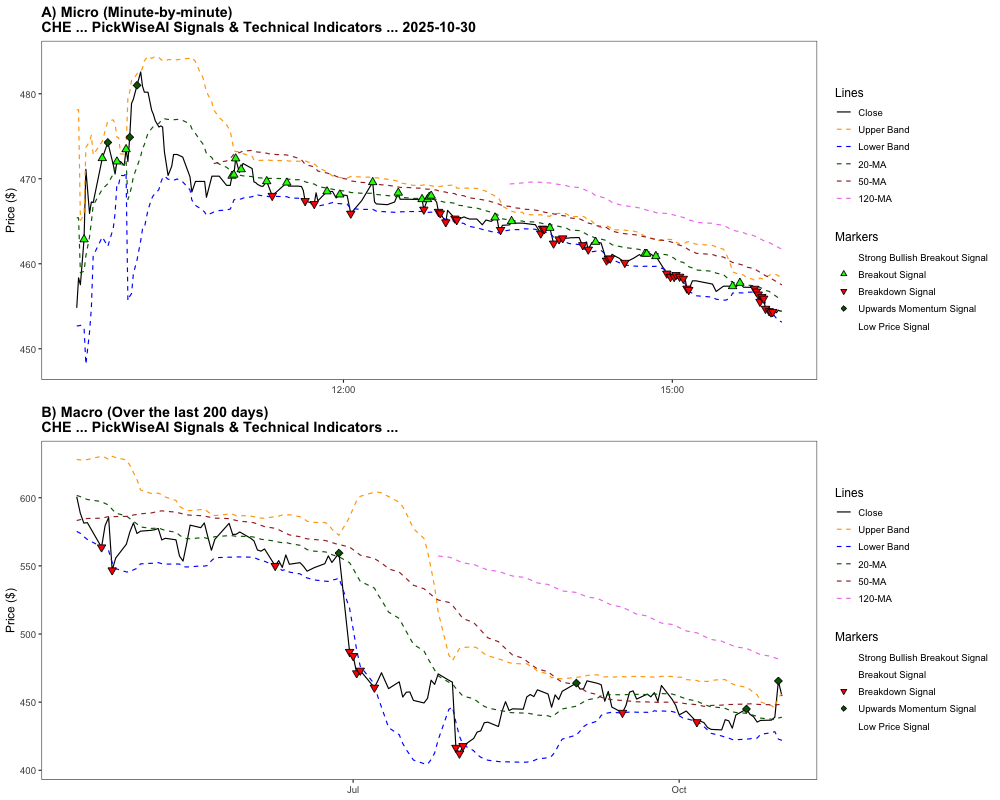 A) Micro (Minute-by-minute)
CHE ... PickWiseAI Signals & Technical Indicators ... 2025-10-30
Price ($)
480
470
460
450
12:00
15:00
Lines
Close
Upper Band
Lower Band
20-MA
50-MA
120-MA
Markers
Strong Bullish Breakout Signal
Breakout Signal
Breakdown Signal
Upwards Momentum Signal
Low Price Signal
B) Macro (Over the last 200 days)
CHE ... PickWiseAI Signals & Technical Indicators ...
Price ($)
600
550
500
450
400
Jul
Oct
Lines
Close
Upper Band
Lower Band
20-MA
50-MA
120-MA
Markers
Strong Bullish Breakout Signal
Breakout Signal
Breakdown Signal
Upwards Momentum Signal
Low Price Signal